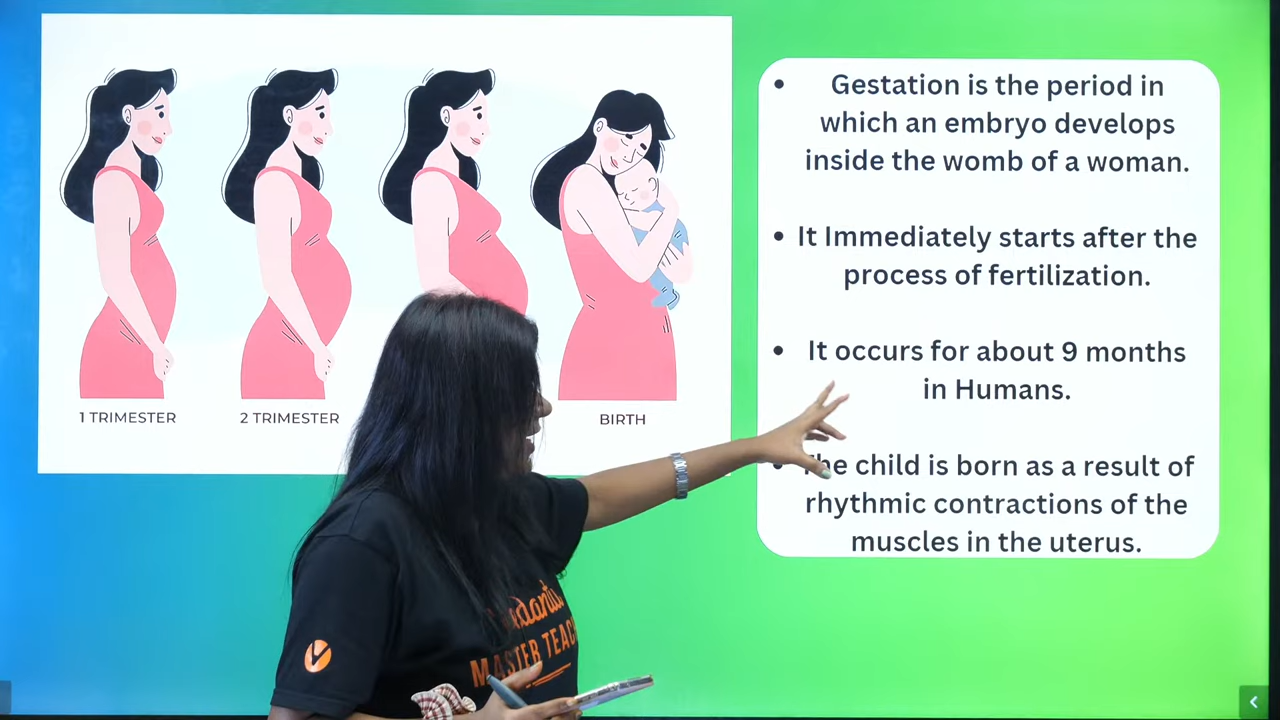 1 TRIMESTER
2 TRIMESTER
BIRTH
• Gestation is the period in
which an embryo develops
inside the womb of a woman.
• It Immediately starts after the
process of fertilization.
• It occurs for about 9 months
in Humans.
• The child is born as a result of
rhythmic contractions of the
muscles in the uterus.
MASTER